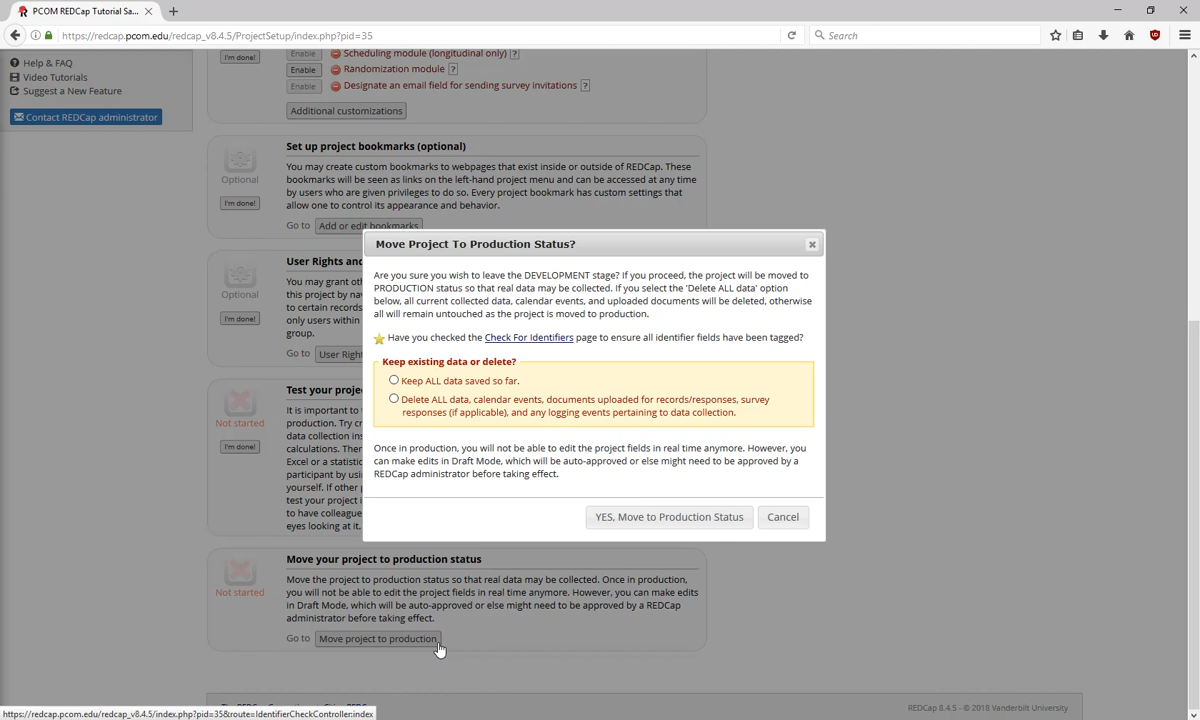 PCOM REDCap Tutorial Sa...
https://redcap.pcom.edu/redcap_v8.4.5/ProjectSetup/index.php?pid=35
Search
Help & FAQ
Video Tutorials
Suggest a New Feature
Contact REDCap administrator
I'm done!
Enable Scheduling module (longitudinal only) ?
Enable Randomization module ?
Enable Designate an email field for sending survey invitations ?
Additional customizations
Optional
I'm done!
Set up project bookmarks (optional)
You may create custom bookmarks to webpages that exist inside or outside of REDCap. These
bookmarks will be seen as links on the left-hand project menu and can be accessed at any time
by users who are given privileges to do so. Every project bookmark has custom settings that
allow one to control its appearance and behavior.
Go to Add or edit bookmarks
Optional
I'm done!
User Rights and
You may grant oth
this project by nav
to certain records
only users within
group.
Go to User Right
Not started
I'm done!
Test your proje
It is important to
production. Try cr
data collection ins
calculations. Then
Excel or a statistic
participant by usin
yourself. If other p
test your project i
to have colleague
eyes looking at it.
Move Project To Production Status?
Are you sure you wish to leave the DEVELOPMENT stage? If you proceed, the project will be moved to
PRODUCTION status so that real data may be collected. If you select the 'Delete ALL data' option
below, all current collected data, calendar events, and uploaded documents will be deleted, otherwise
all will remain untouched as the project is moved to production.
Have you checked the Check For Identifiers page to ensure all identifier fields have been tagged?
Keep existing data or delete?
Keep ALL data saved so far.
Delete ALL data, calendar events, documents uploaded for records/responses, survey
responses (if applicable), and any logging events pertaining to data collection.
Once in production, you will not be able to edit the project fields in real time anymore. However, you
can make edits in Draft Mode, which will be auto-approved or else might need to be approved by a
REDCap administrator before taking effect.
YES, Move to Production Status
Cancel
Not started
Move your project to production status
Move the project to production status so that real data may be collected. Once in production,
you will not be able to edit the project fields in real time anymore. However, you can make edits
in Draft Mode, which will be auto-approved or else might need to be approved by a REDCap
administrator before taking effect.
Go to Move project to production
REDCap 8.4.5 - © 2018 Vanderbilt University
https://redcap.pcom.edu/redcap_v8.4.5/index.php?pid=35&route=IdentifierCheckController:index